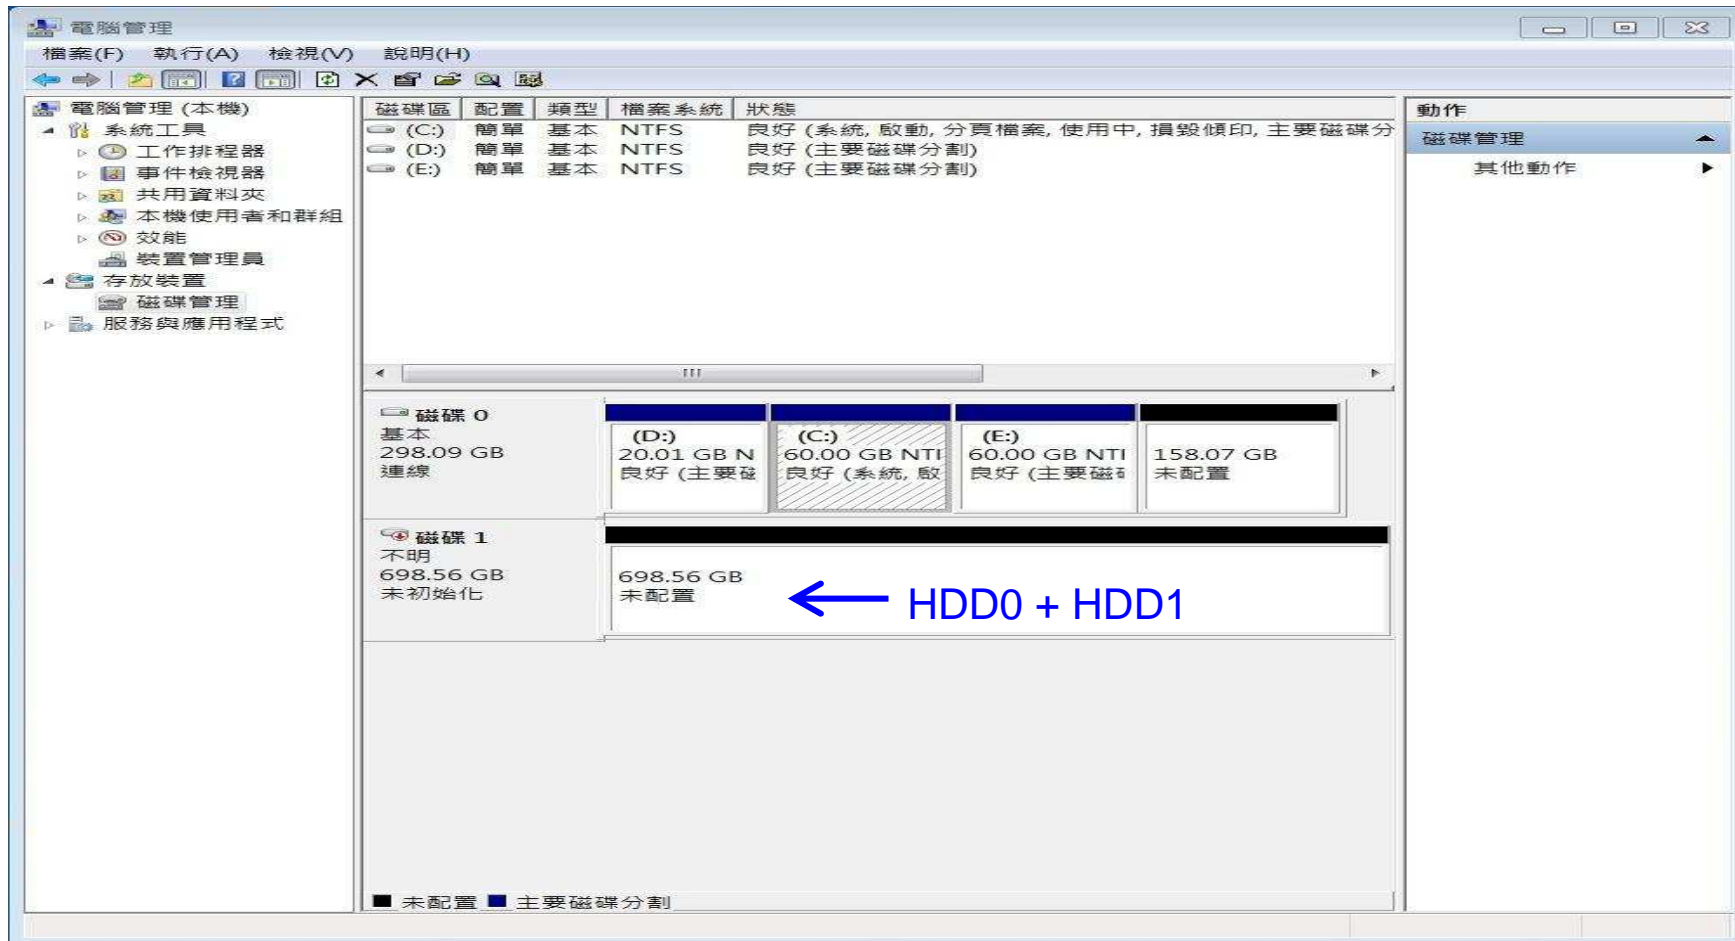 電腦管理
檔案(F) 執行(A) 檢視(V) 說明(H)
電腦管理 (本機)
系統工具
工作排程器
事件檢視器
共用資料夾
本機使用者和群組
效能
裝置管理員
存放裝置
磁碟管理
服務與應用程式
磁碟區 配置 類型 檔案系統 狀態
(C:) 簡單 基本 NTFS 良好 (系統, 啟動, 分頁檔案, 使用中, 損毀傾印, 主要磁碟分
(D:) 簡單 基本 NTFS 良好 (主要磁碟分割)
(E:) 簡單 基本 NTFS 良好 (主要磁碟分割)
磁碟 0
基本
298.09 GB
連線
(D:)
20.01 GB N
良好 (主要磁
(C:)
60.00 GB NTI
良好 (系統, 啟
(E:)
60.00 GB NTI
良好 (主要磁
158.07 GB
未配置
磁碟 1
不明
698.56 GB
未初始化
698.56 GB
未配置
HDD0 + HDD1
未配置 主要磁碟分割
動作
磁碟管理
其他動作